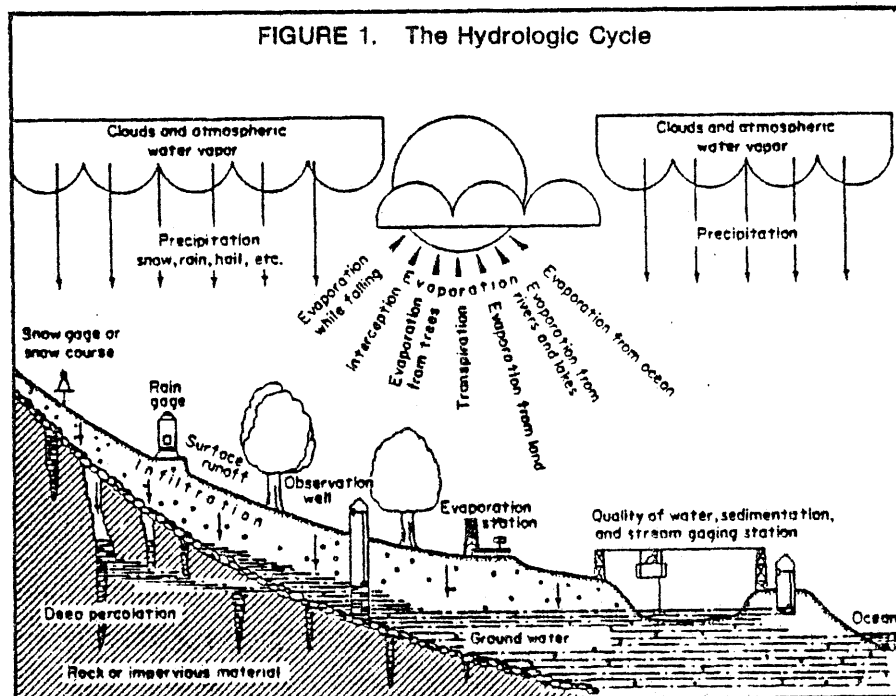 FIGURE 1. The Hydrologic Cycle
Clouds and atmospheric
water vapor
Clouds and atmospheric
water vapor
Precipitation
snow, rain, hail, etc.
Precipitation
Evaporation
Evaporation
while falling
Interception
Evaporation
from trees
Transpiration
Evaporation from land
Evaporation from
rivers and lakes
Evaporation from ocean
Snow gage or
snow course
Rain
gage
Surface
runoff
Infiltration
Observation
well
Evaporation
station
Quality of water, sedimentation,
and stream gaging station
Ocean
Deep percolation
Ground water
Rock or impervious material